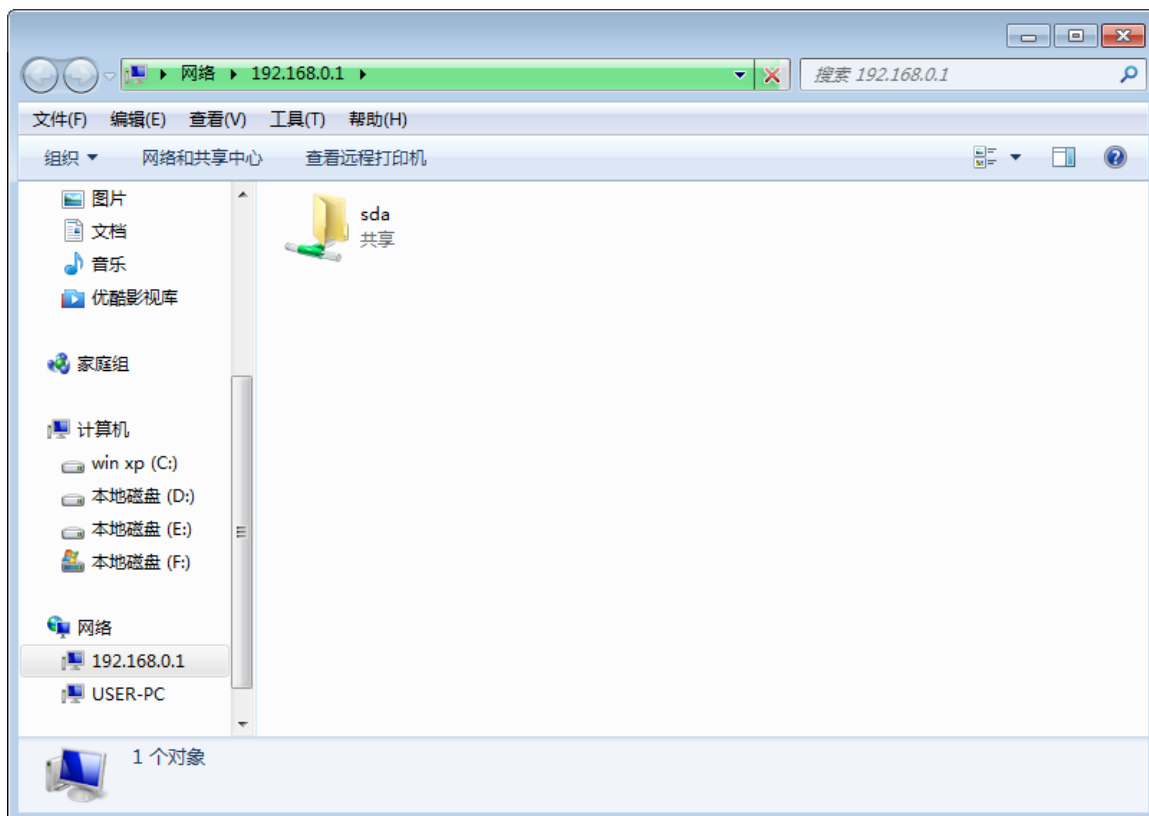 网络 192.168.0.1
搜索 192.168.0.1
文件(F) 编辑(E) 查看(V) 工具(T) 帮助(H)
组织 网络和共享中心 查看远程打印机
图片
文档
音乐
优酷影视库
家庭组
计算机
win xp (C:)
本地磁盘 (D:)
本地磁盘 (E:)
本地磁盘 (F:)
网络
192.168.0.1
USER-PC
sda
共享
1 个对象